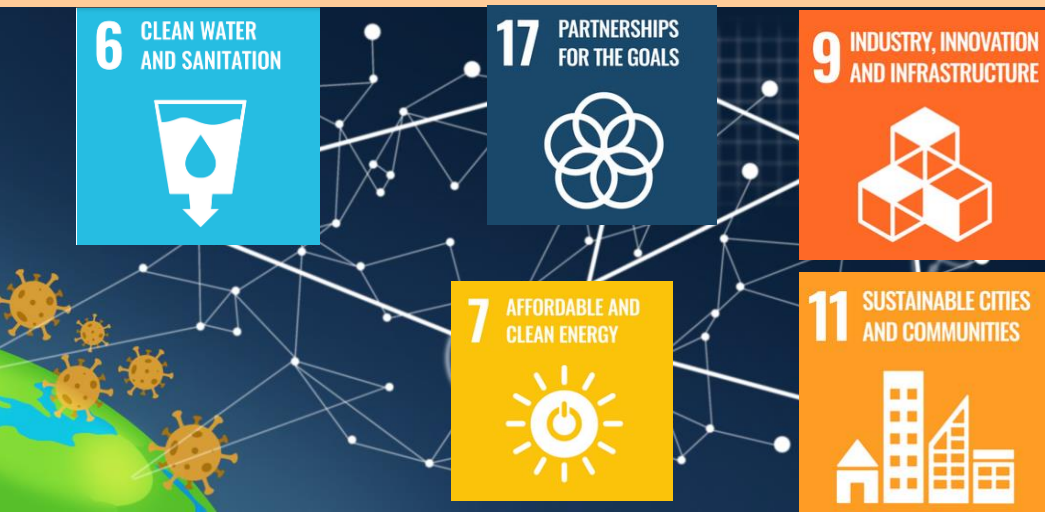 6 CLEAN WATER
AND SANITATION
17 PARTNERSHIPS
FOR THE GOALS
9 INDUSTRY, INNOVATION
AND INFRASTRUCTURE
7 AFFORDABLE AND
CLEAN ENERGY
11 SUSTAINABLE CITIES
AND COMMUNITIES